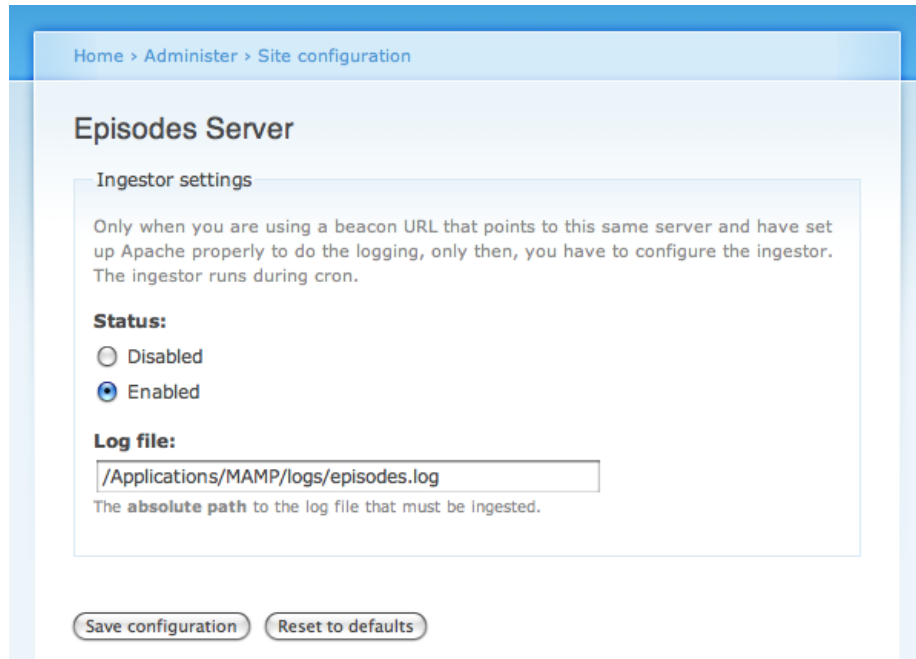 Home › Administer › Site configuration
Episodes Server
Ingestor settings
Only when you are using a beacon URL that points to this same server and have set
up Apache properly to do the logging, only then, you have to configure the ingestor.
The ingestor runs during cron.
Status:
Disabled
Enabled
Log file:
/Applications/MAMP/logs/episodes.log
The absolute path to the log file that must be ingested.
Save configuration Reset to defaults